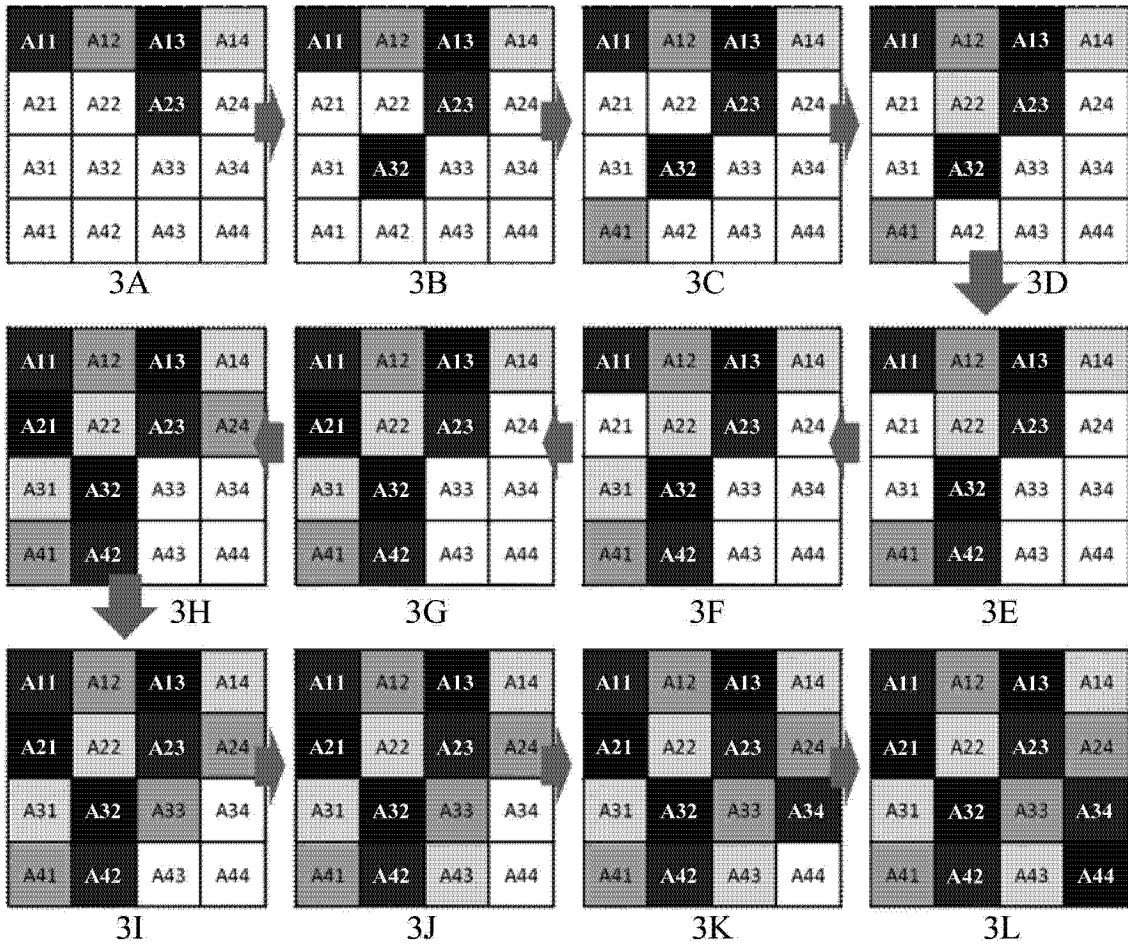 A11 A12 A13 A14 A11 A12 A13 A14 A11 A12 A13 A14 A11 A12 A13 A14
A21 A22 A23 A24 A21 A22 A23 A24 A21 A22 A23 A24 A21 A22 A23 A24
A31 A32 A33 A34 A31 A32 A33 A34 A31 A32 A33 A34 A31 A32 A33 A34
A41 A42 A43 A44 A41 A42 A43 A44 A41 A42 A43 A44 A41 A42 A43 A44
3A 3B 3C 3D
A11 A12 A13 A14 A11 A12 A13 A14 A11 A12 A13 A14 A11 A12 A13 A14
A21 A22 A23 A24 A21 A22 A23 A24 A21 A22 A23 A24 A21 A22 A23 A24
A31 A32 A33 A34 A31 A32 A33 A34 A31 A32 A33 A34 A31 A32 A33 A34
A41 A42 A43 A44 A41 A42 A43 A44 A41 A42 A43 A44 A41 A42 A43 A44
3H 3G 3F 3E
A11 A12 A13 A14 A11 A12 A13 A14 A11 A12 A13 A14 A11 A12 A13 A14
A21 A22 A23 A24 A21 A22 A23 A24 A21 A22 A23 A24 A21 A22 A23 A24
A31 A32 A33 A34 A31 A32 A33 A34 A31 A32 A33 A34 A31 A32 A33 A34
A41 A42 A43 A44 A41 A42 A43 A44 A41 A42 A43 A44 A41 A42 A43 A44
3I 3J 3K 3L